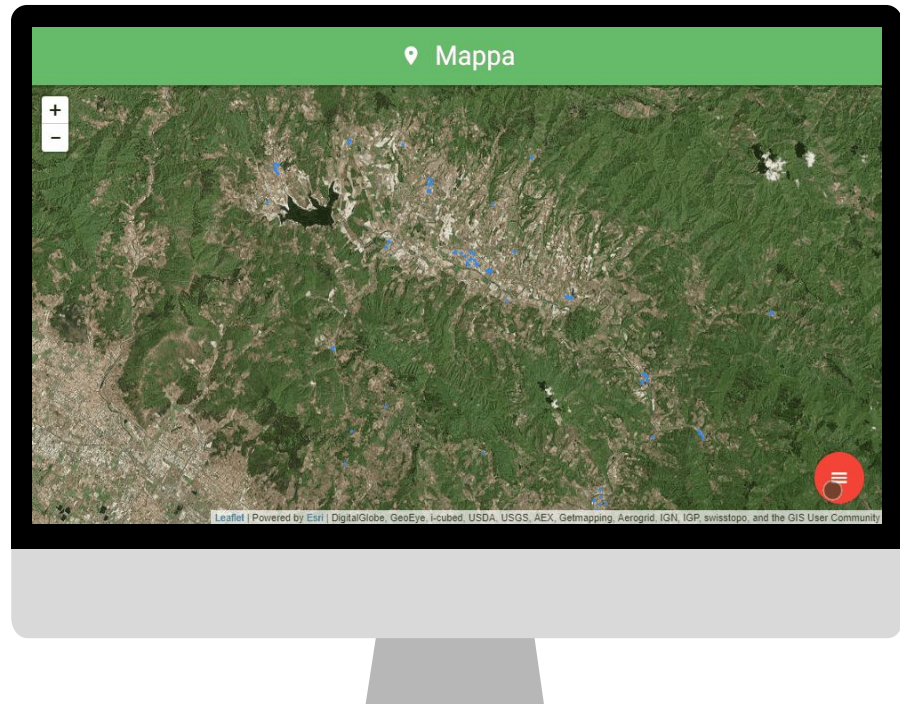 Mappa
+
−
Leaflet | Powered by Esri | DigitalGlobe, GeoEye, i-cubed, USDA, USGS, AEX, Getmapping, Aerogrid, IGN, IGP, swisstopo, and the GIS User Community